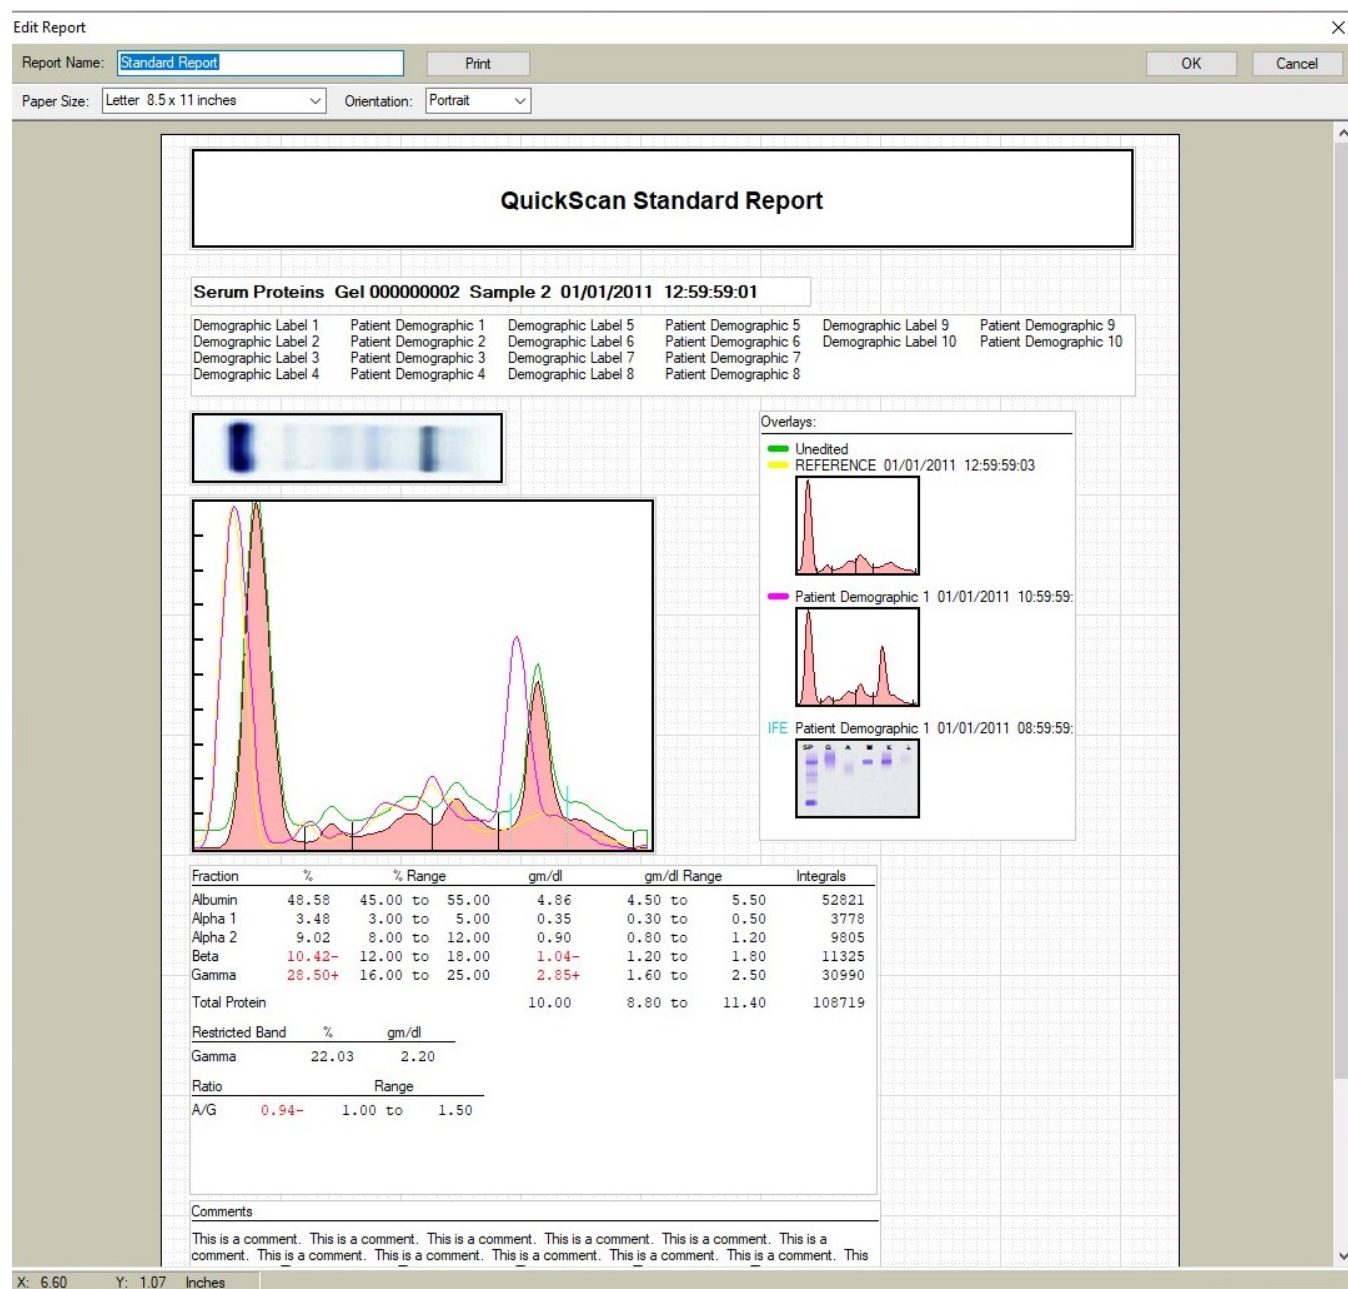 Edit Report
Report Name: Standard Report Print OK Cancel
Paper Size: Letter 8.5 x 11 inches Orientation: Portrait
QuickScan Standard Report
Serum Proteins Gel 000000002 Sample 2 01/01/2011 12:59:59:01
Demographic Label 1 Patient Demographic 1 Demographic Label 5 Patient Demographic 5 Demographic Label 9 Patient Demographic 9
Demographic Label 2 Patient Demographic 2 Demographic Label 6 Patient Demographic 6 Demographic Label 10 Patient Demographic 10
Demographic Label 3 Patient Demographic 3 Demographic Label 7 Patient Demographic 7
Demographic Label 4 Patient Demographic 4 Demographic Label 8 Patient Demographic 8
Overlays:
Unedited
REFERENCE 01/01/2011 12:59:59:03
Patient Demographic 1 01/01/2011 10:59:59:
IFE Patient Demographic 1 01/01/2011 08:59:59:
SP G A M K L
Fraction % % Range gm/dl gm/dl Range Integrals
Albumin 48.58 45.00 to 55.00 4.86 4.50 to 5.50 52821
Alpha 1 3.48 3.00 to 5.00 0.35 0.30 to 0.50 3778
Alpha 2 9.02 8.00 to 12.00 0.90 0.80 to 1.20 9805
Beta 10.42- 12.00 to 18.00 1.04- 1.20 to 1.80 11325
Gamma 28.50+ 16.00 to 25.00 2.85+ 1.60 to 2.50 30990
Total Protein 10.00 8.80 to 11.40 108719
Restricted Band % gm/dl
Gamma 22.03 2.20
Ratio Range
A/G 0.94- 1.00 to 1.50
Comments
This is a comment. This is a comment. This is a comment. This is a comment. This is a comment. This is a
comment. This is a comment. This is a comment. This is a comment. This is a comment. This is a comment. This
X: 6.60 Y: 1.07 Inches